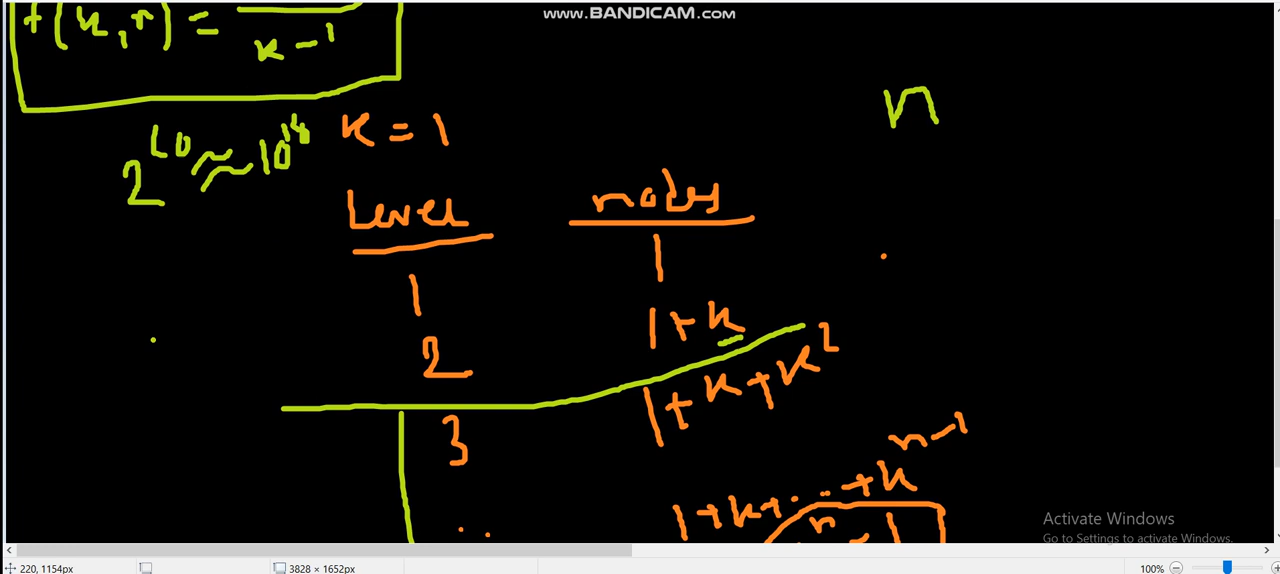 WWW.BANDICAM.COM
f(k,n) =
k-1
n
2^60 ≈ 10^18 k = 1
Level nodes
1 1
2 1+k
3 1+k+k^2
. .
1+k+...+k^n-1
n - 1
Activate Windows
Go to Settings to activate Windows.
220, 1154px 3828 × 1652px 100%